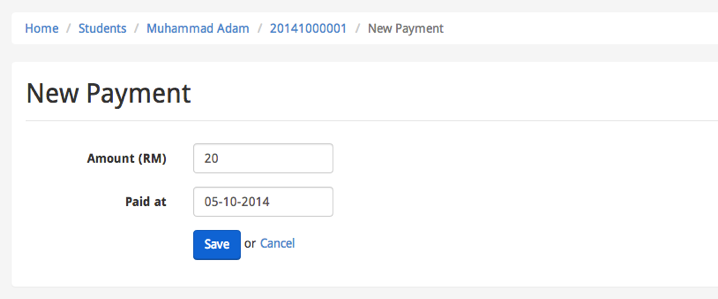 Home / Students / Muhammad Adam / 20141000001 / New Payment
New Payment
Amount (RM) 20
Paid at 05-10-2014
Save or Cancel